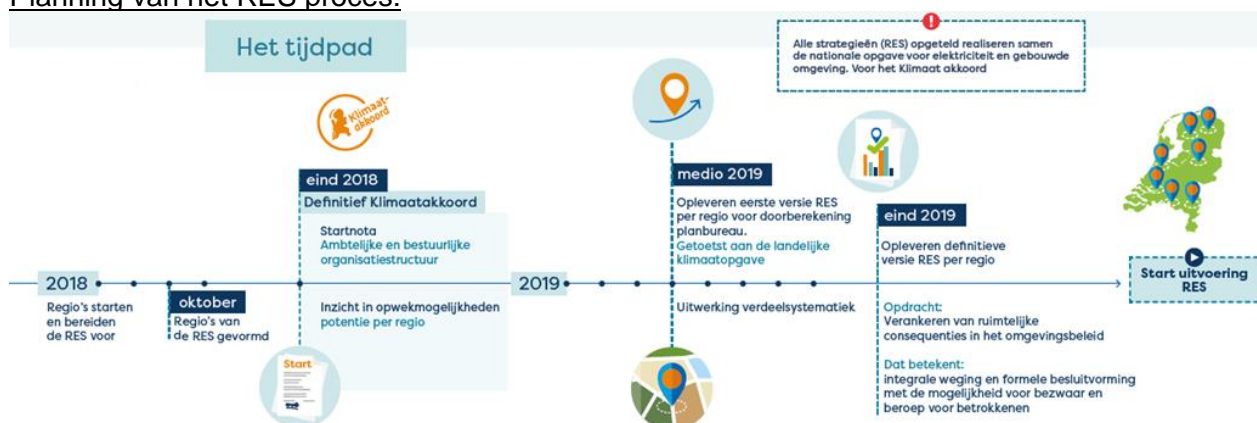 Planning van het RES proces:
Het tijdpad
Alle strategieën (RES) opgeteld realiseren samen
de nationale opgave voor elektriciteit en gebouwde
omgeving. Voor het Klimaat akkoord
Klimaat-
akkoord
eind 2018
Definitief Klimaatakkoord
Startnota
Ambtelijke en bestuurlijke
organisatiestructuur
medio 2019
Opleveren eerste versie RES
per regio voor doorberekening
planbureau.
Getoetst aan de landelijke
klimaatopgave
eind 2019
Opleveren definitieve
versie RES per regio
2018
Regio's starten
en bereiden
de RES voor
oktober
Regio's van
de RES gevormd
Inzicht in opwekmogelijkheden
potentie per regio
Start
2019
Uitwerking verdeelsystematiek
Opdracht:
Verankeren van ruimtelijke
consequenties in het omgevingsbeleid
Dat betekent:
integrale weging en formele besluitvorming
met de mogelijkheid voor bezwaar en
beroep voor betrokkenen
Start uitvoering
RES